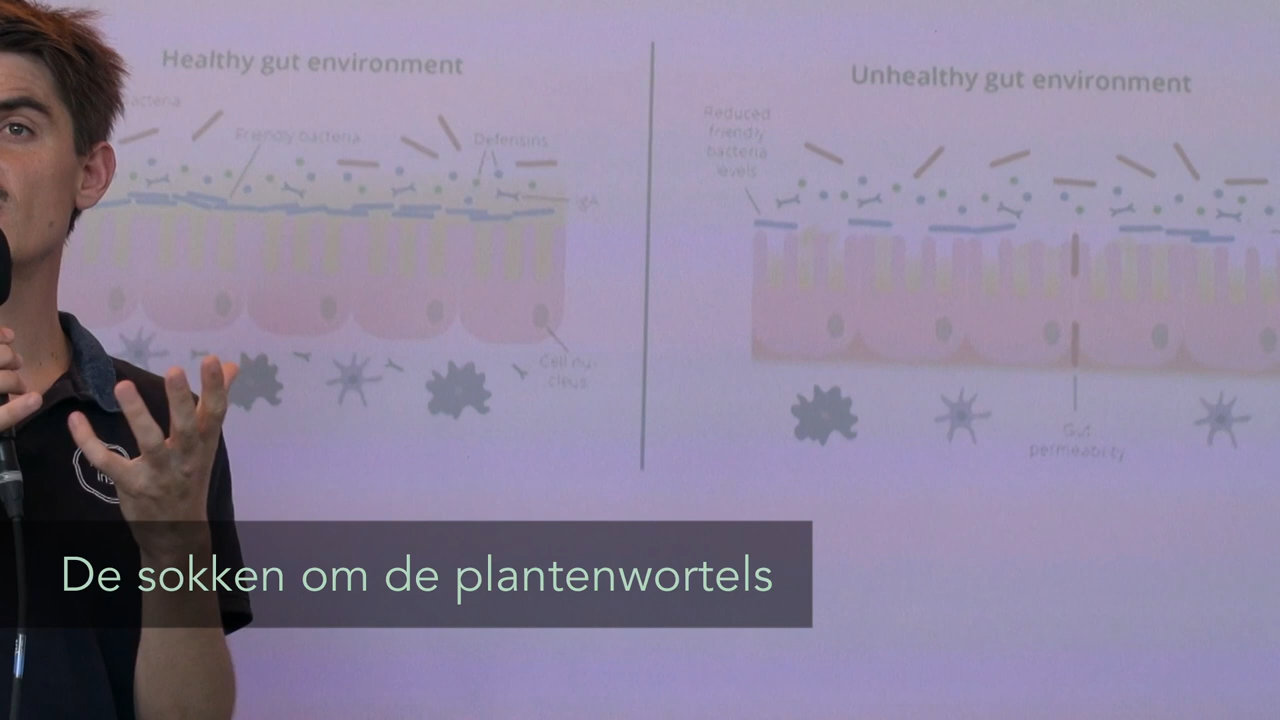 Healthy gut environment
Unhealthy gut environment
Reduced
friendly
bacteria
levels
Friendly bacteria
Defensins
Cell nu-
cleus
Gut
permeability
De sokken om de plantenwortels